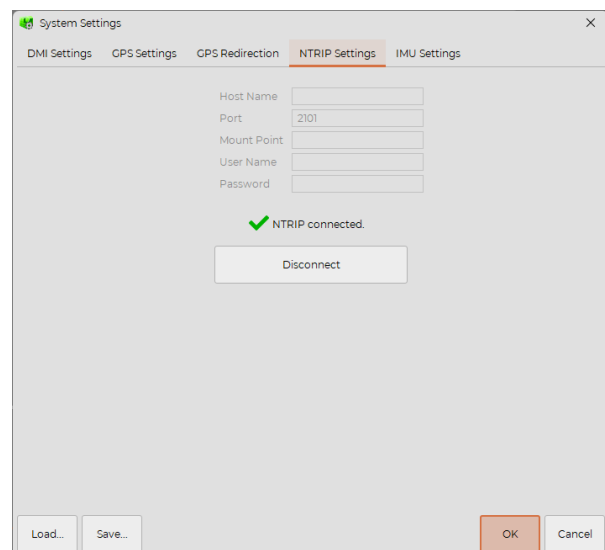 System Settings
DMI Settings GPS Settings GPS Redirection NTRIP Settings IMU Settings
Host Name
Port 2101
Mount Point
User Name
Password
NTRIP connected.
Disconnect
Load... Save... OK Cancel